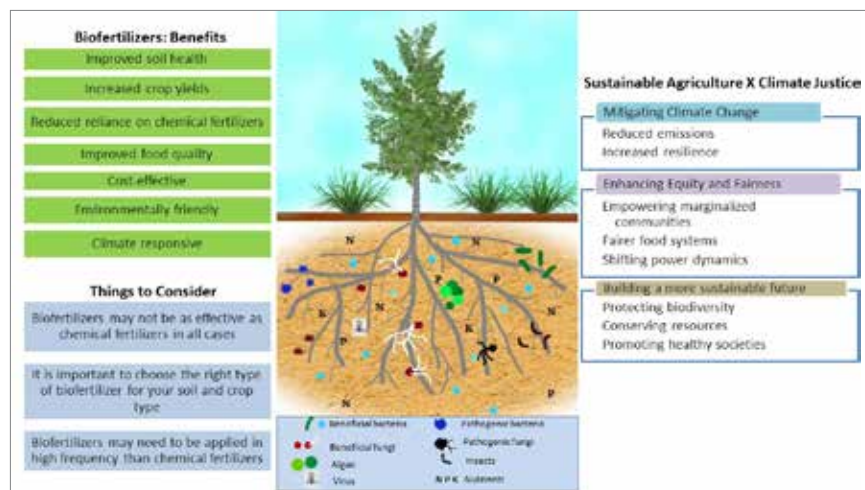 Biofertilizers: Benefits
Improved soil health
Increased crop yields
Reduced reliance on chemical fertilizers
Improved food quality
Cost-effective
Environmentally friendly
Climate responsive
Things to Consider
Biofertilizers may not be as effective as
chemical fertilizers in all cases
It is important to choose the right type
of biofertilizer for your soil and crop
type
Biofertilizers may need to be applied in
high frequency than chemical fertilizers
N
N
P
P
K
N
K
N
P
N
P
Beneficial bacteria
Pathogenic bacteria
Beneficial fungi
Pathogenic fungi
Algae
Insects
Virus
N P K Nutrients
Sustainable Agriculture X Climate Justice
Mitigating Climate Change
Reduced emissions
Increased resilience
Enhancing Equity and Fairness
Empowering marginalized
communities
Fairer food systems
Shifting power dynamics
Building a more sustainable future
Protecting biodiversity
Conserving resources
Promoting healthy societies